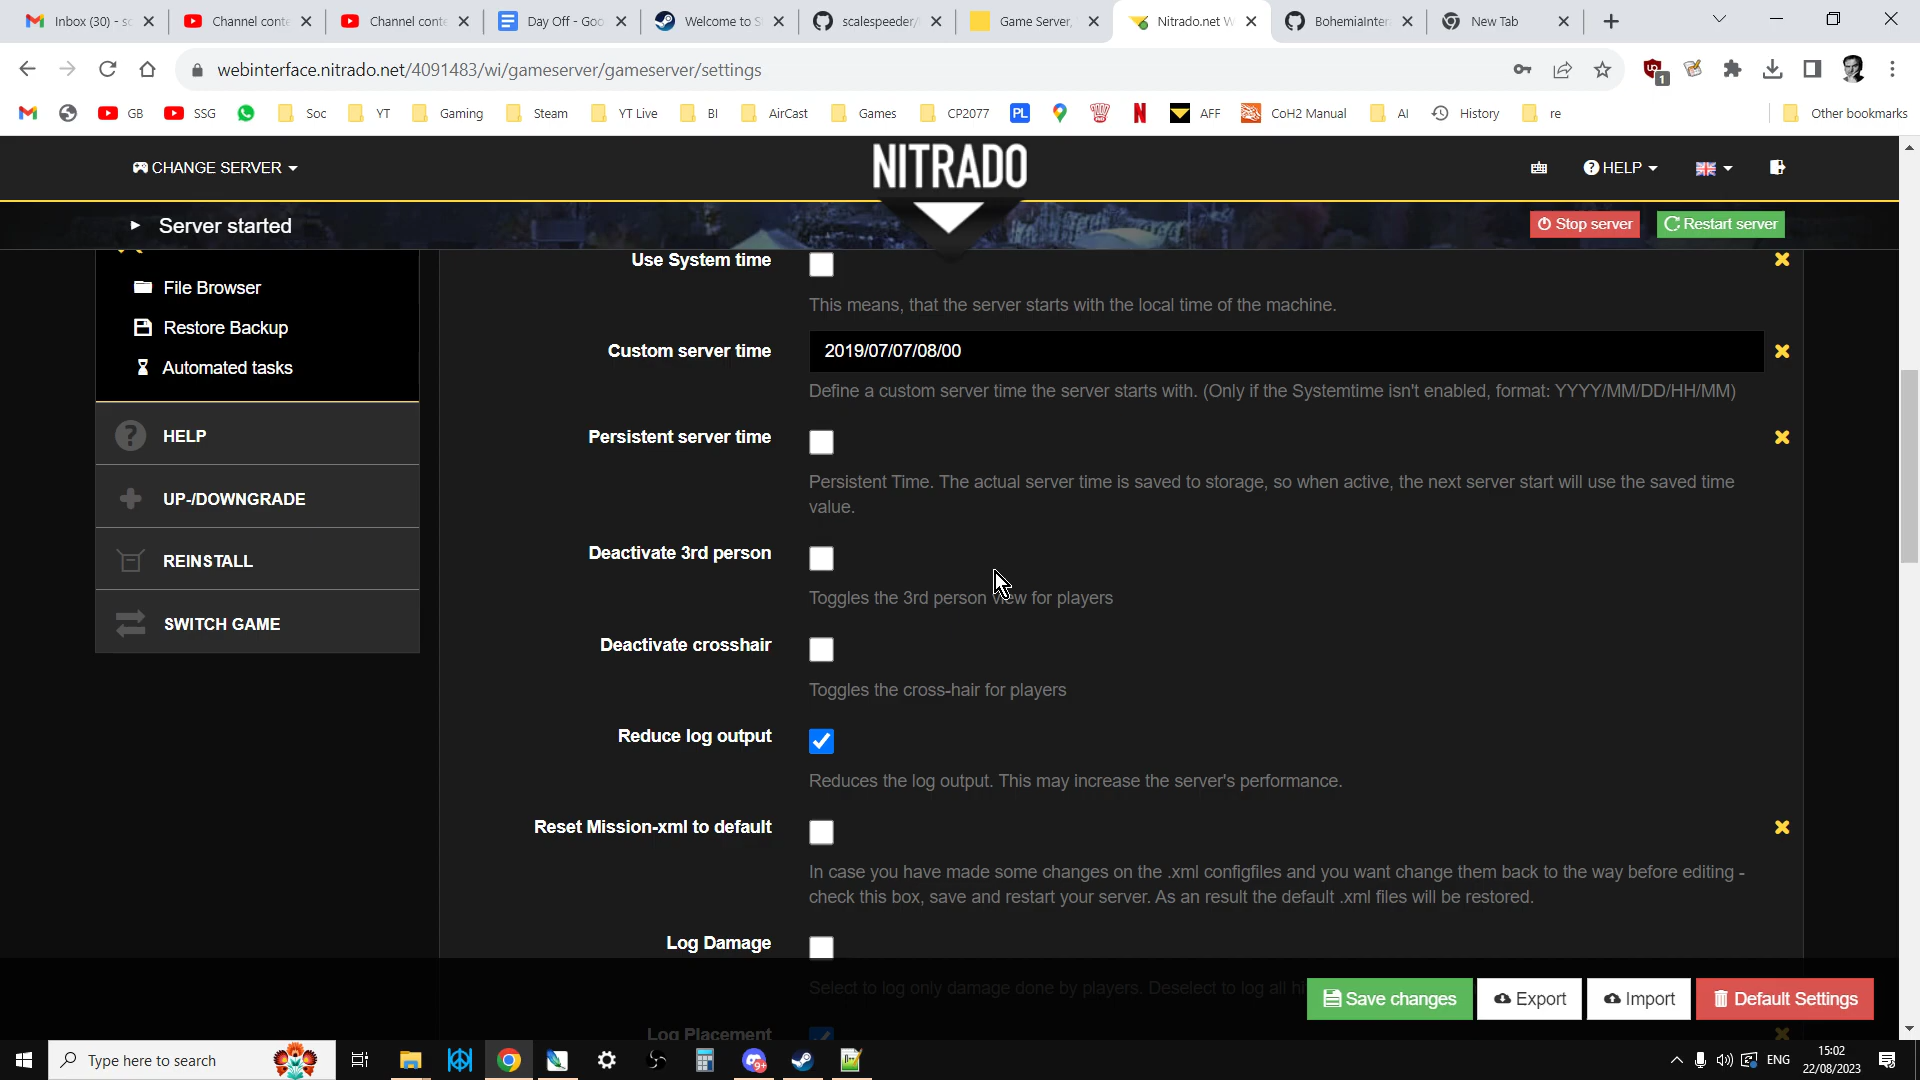 Inbox (30) - sc
Channel conte
Channel conte
Day Off - Goo
Welcome to S
scalespeeder/
Game Server,
Nitrado.net W
BohemiaInter
New Tab
webinterface.nitrado.net/4091483/wi/gameserver/gameserver/settings
1
GB
SSG
Soc
YT
Gaming
Steam
YT Live
BI
AirCast
Games
CP2077
PL
AFF
CoH2 Manual
AI
History
re
Other bookmarks
CHANGE SERVER
NITRADO
HELP
Server started
Stop server
Restart server
File Browser
Restore Backup
Automated tasks
HELP
UP-/DOWNGRADE
REINSTALL
SWITCH GAME
Use System time
This means, that the server starts with the local time of the machine.
Custom server time
2019/07/07/08/00
Define a custom server time the server starts with. (Only if the Systemtime isn't enabled, format: YYYY/MM/DD/HH/MM)
Persistent server time
Persistent Time. The actual server time is saved to storage, so when active, the next server start will use the saved time
value.
Deactivate 3rd person
Toggles the 3rd person view for players
Deactivate crosshair
Toggles the cross-hair for players
Reduce log output
Reduces the log output. This may increase the server's performance.
Reset Mission-xml to default
In case you have made some changes on the .xml configfiles and you want change them back to the way before editing -
check this box, save and restart your server. As an result the default .xml files will be restored.
Log Damage
Select to log only damage done by players. Deselect to log all hi
Log Placement
Save changes
Export
Import
Default Settings
Type here to search
9+
ENG
15:02
22/08/2023